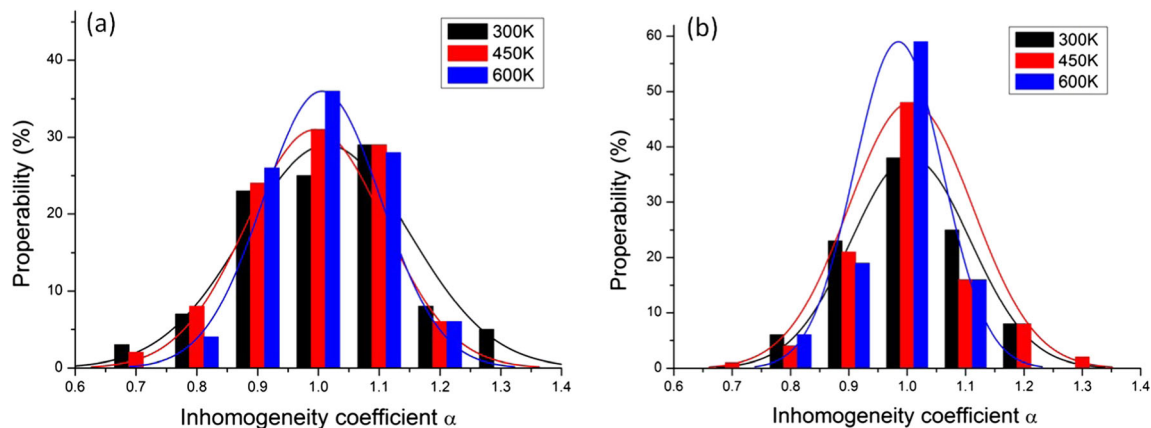 (a)
300K
450K
600K
40
30
20
10
0
Properability (%)
0.6 0.7 0.8 0.9 1.0 1.1 1.2 1.3 1.4
Inhomogeneity coefficient α
(b)
300K
450K
600K
60
50
40
30
20
10
0
Properability (%)
0.6 0.7 0.8 0.9 1.0 1.1 1.2 1.3 1.4
Inhomogeneity coefficient α